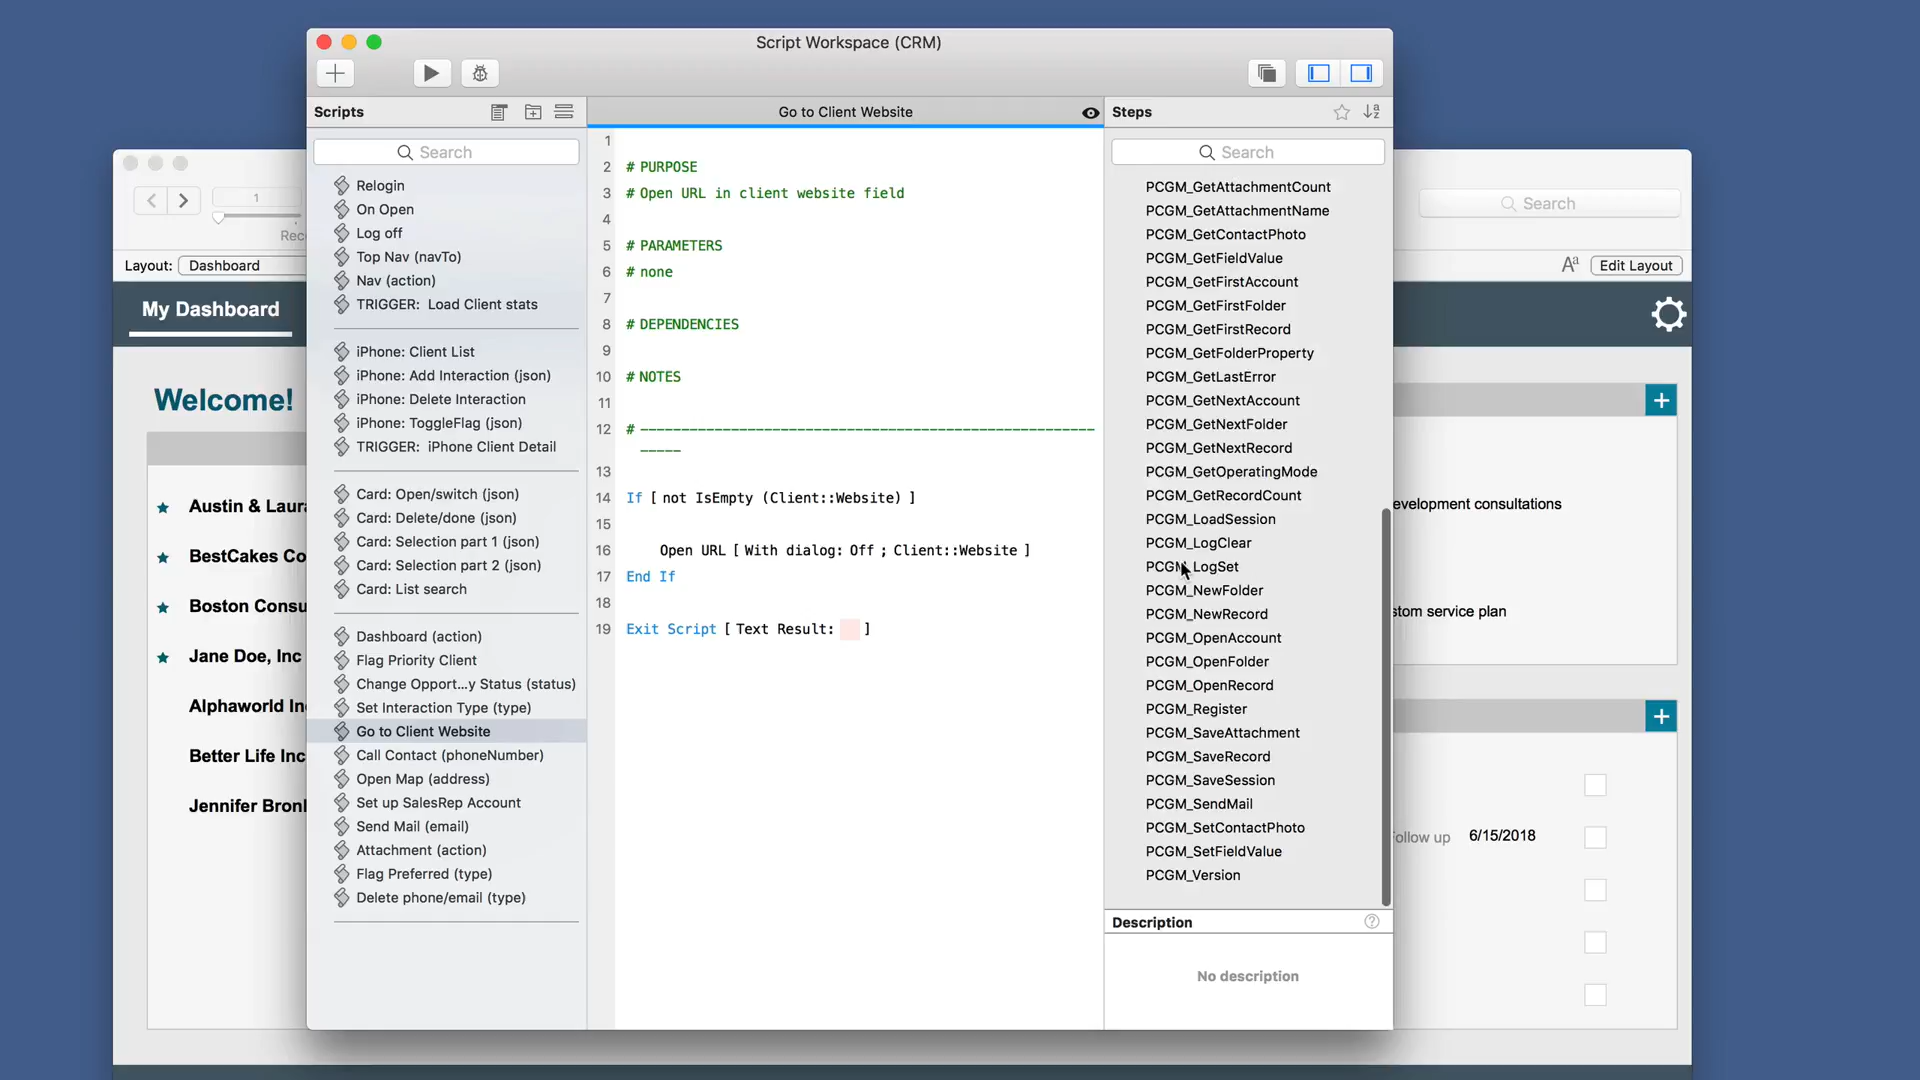 Script Workspace (CRM)
Scripts
Search
Relogin
On Open
Log off
Top Nav (navTo)
Nav (action)
TRIGGER:  Load Client stats
iPhone: Client List
iPhone: Add Interaction (json)
iPhone: Delete Interaction
iPhone: ToggleFlag (json)
TRIGGER:  iPhone Client Detail
Card: Open/switch (json)
Card: Delete/done (json)
Card: Selection part 1 (json)
Card: Selection part 2 (json)
Card: List search
Dashboard (action)
Flag Priority Client
Change Opport...y Status (status)
Set Interaction Type (type)
Go to Client Website
Call Contact (phoneNumber)
Open Map (address)
Set up SalesRep Account
Send Mail (email)
Attachment (action)
Flag Preferred (type)
Delete phone/email (type)
Go to Client Website
1
2 # PURPOSE
3 # Open URL in client website field
4
5 # PARAMETERS
6 # none
7
8 # DEPENDENCIES
9
10 # NOTES
11
12 # -------------------------------------------------------
-----
13
14 If [ not IsEmpty (Client::Website) ]
15
16 Open URL [ With dialog: Off ; Client::Website ]
17 End If
18
19 Exit Script [ Text Result: ]
Steps
Search
PCGM_GetAttachmentCount
PCGM_GetAttachmentName
PCGM_GetContactPhoto
PCGM_GetFieldValue
PCGM_GetFirstAccount
PCGM_GetFirstFolder
PCGM_GetFirstRecord
PCGM_GetFolderProperty
PCGM_GetLastError
PCGM_GetNextAccount
PCGM_GetNextFolder
PCGM_GetNextRecord
PCGM_GetOperatingMode
PCGM_GetRecordCount
PCGM_LoadSession
PCGM_LogClear
PCGM_LogSet
PCGM_NewFolder
PCGM_NewRecord
PCGM_OpenAccount
PCGM_OpenFolder
PCGM_OpenRecord
PCGM_Register
PCGM_SaveAttachment
PCGM_SaveRecord
PCGM_SaveSession
PCGM_SendMail
PCGM_SetContactPhoto
PCGM_SetFieldValue
PCGM_Version
Description
No description
1
Rec
Layout: Dashboard
My Dashboard
Welcome!
Austin & Laura
BestCakes Co
Boston Consu
Jane Doe, Inc
Alphaworld Inc
Better Life Inc
Jennifer Bronl
Search
Aa
Edit Layout
evelopment consultations
stom service plan
ollow up 6/15/2018